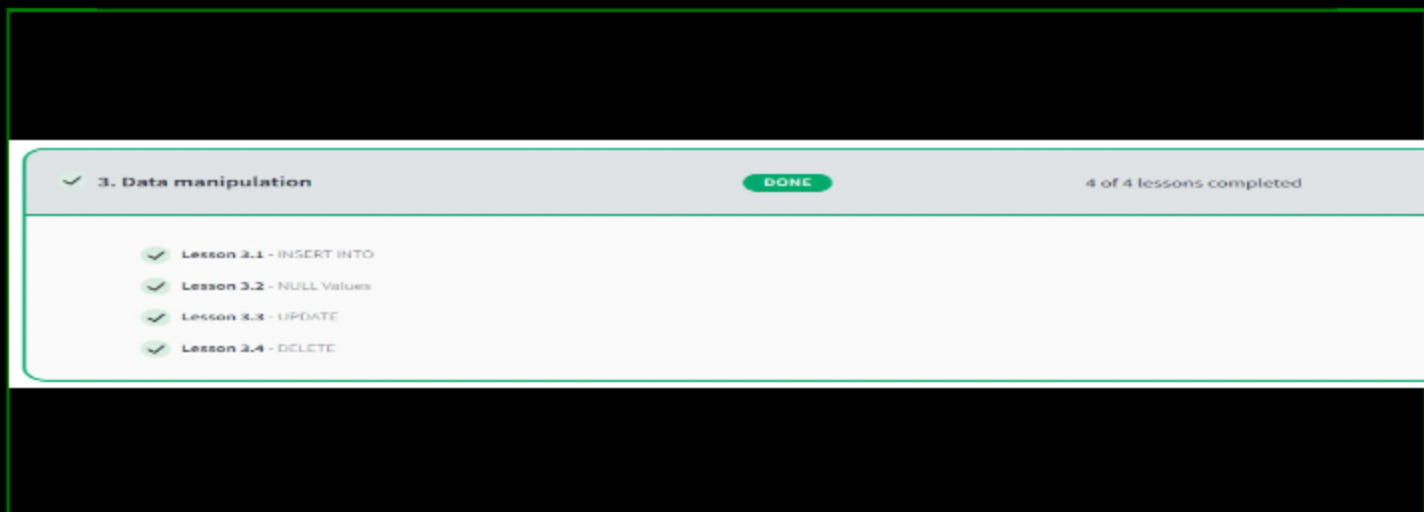 3. Data manipulation DONE 4 of 4 lessons completed
Lesson 3.1 - INSERT INTO
Lesson 3.2 - NULL Values
Lesson 3.3 - UPDATE
Lesson 3.4 - DELETE